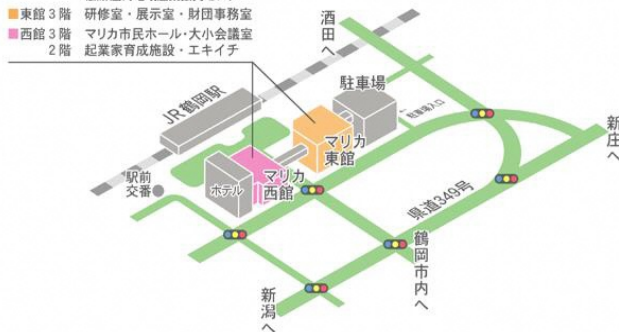 東館3階 研修室・展示室・財団事務室
西館3階 マリカ市民ホール・大小会議室
2階 起業家育成施設・エキイチ
酒田へ
駐車場
JR鶴岡駅
駐車場入口
マリカ
東館
新庄へ
駅前
交番
ホテル
マリカ
西館
県道349号
鶴岡市内へ
新潟へ